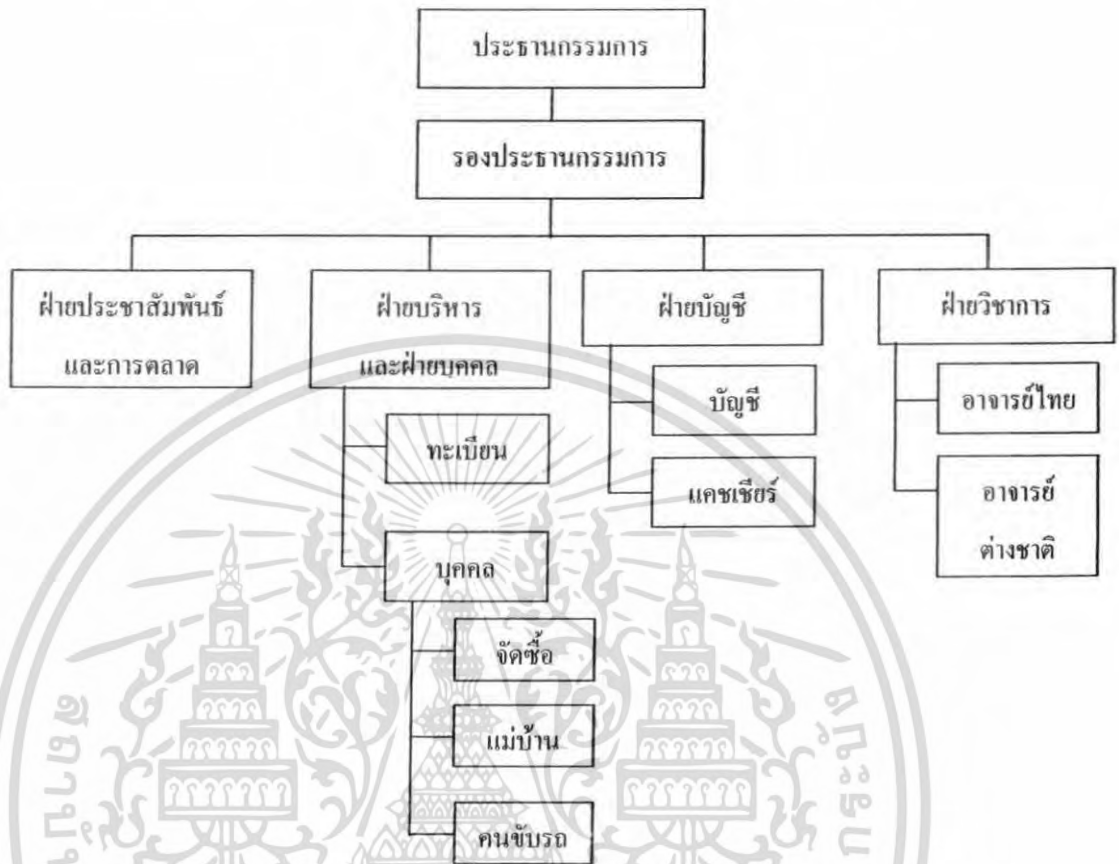 ประธานกรรมการ
รองประธานกรรมการ
ฝ่ายประชาสัมพันธ์
และการตลาด
ฝ่ายบริหาร
และฝ่ายบุคคล
ฝ่ายบัญชี
ฝ่ายวิชาการ
ทะเบียน
บุคคล
จัดซื้อ
แม่บ้าน
คนขับรถ
บัญชี
แคชเชียร์
อาจารย์ไทย
อาจารย์
ต่างชาติ